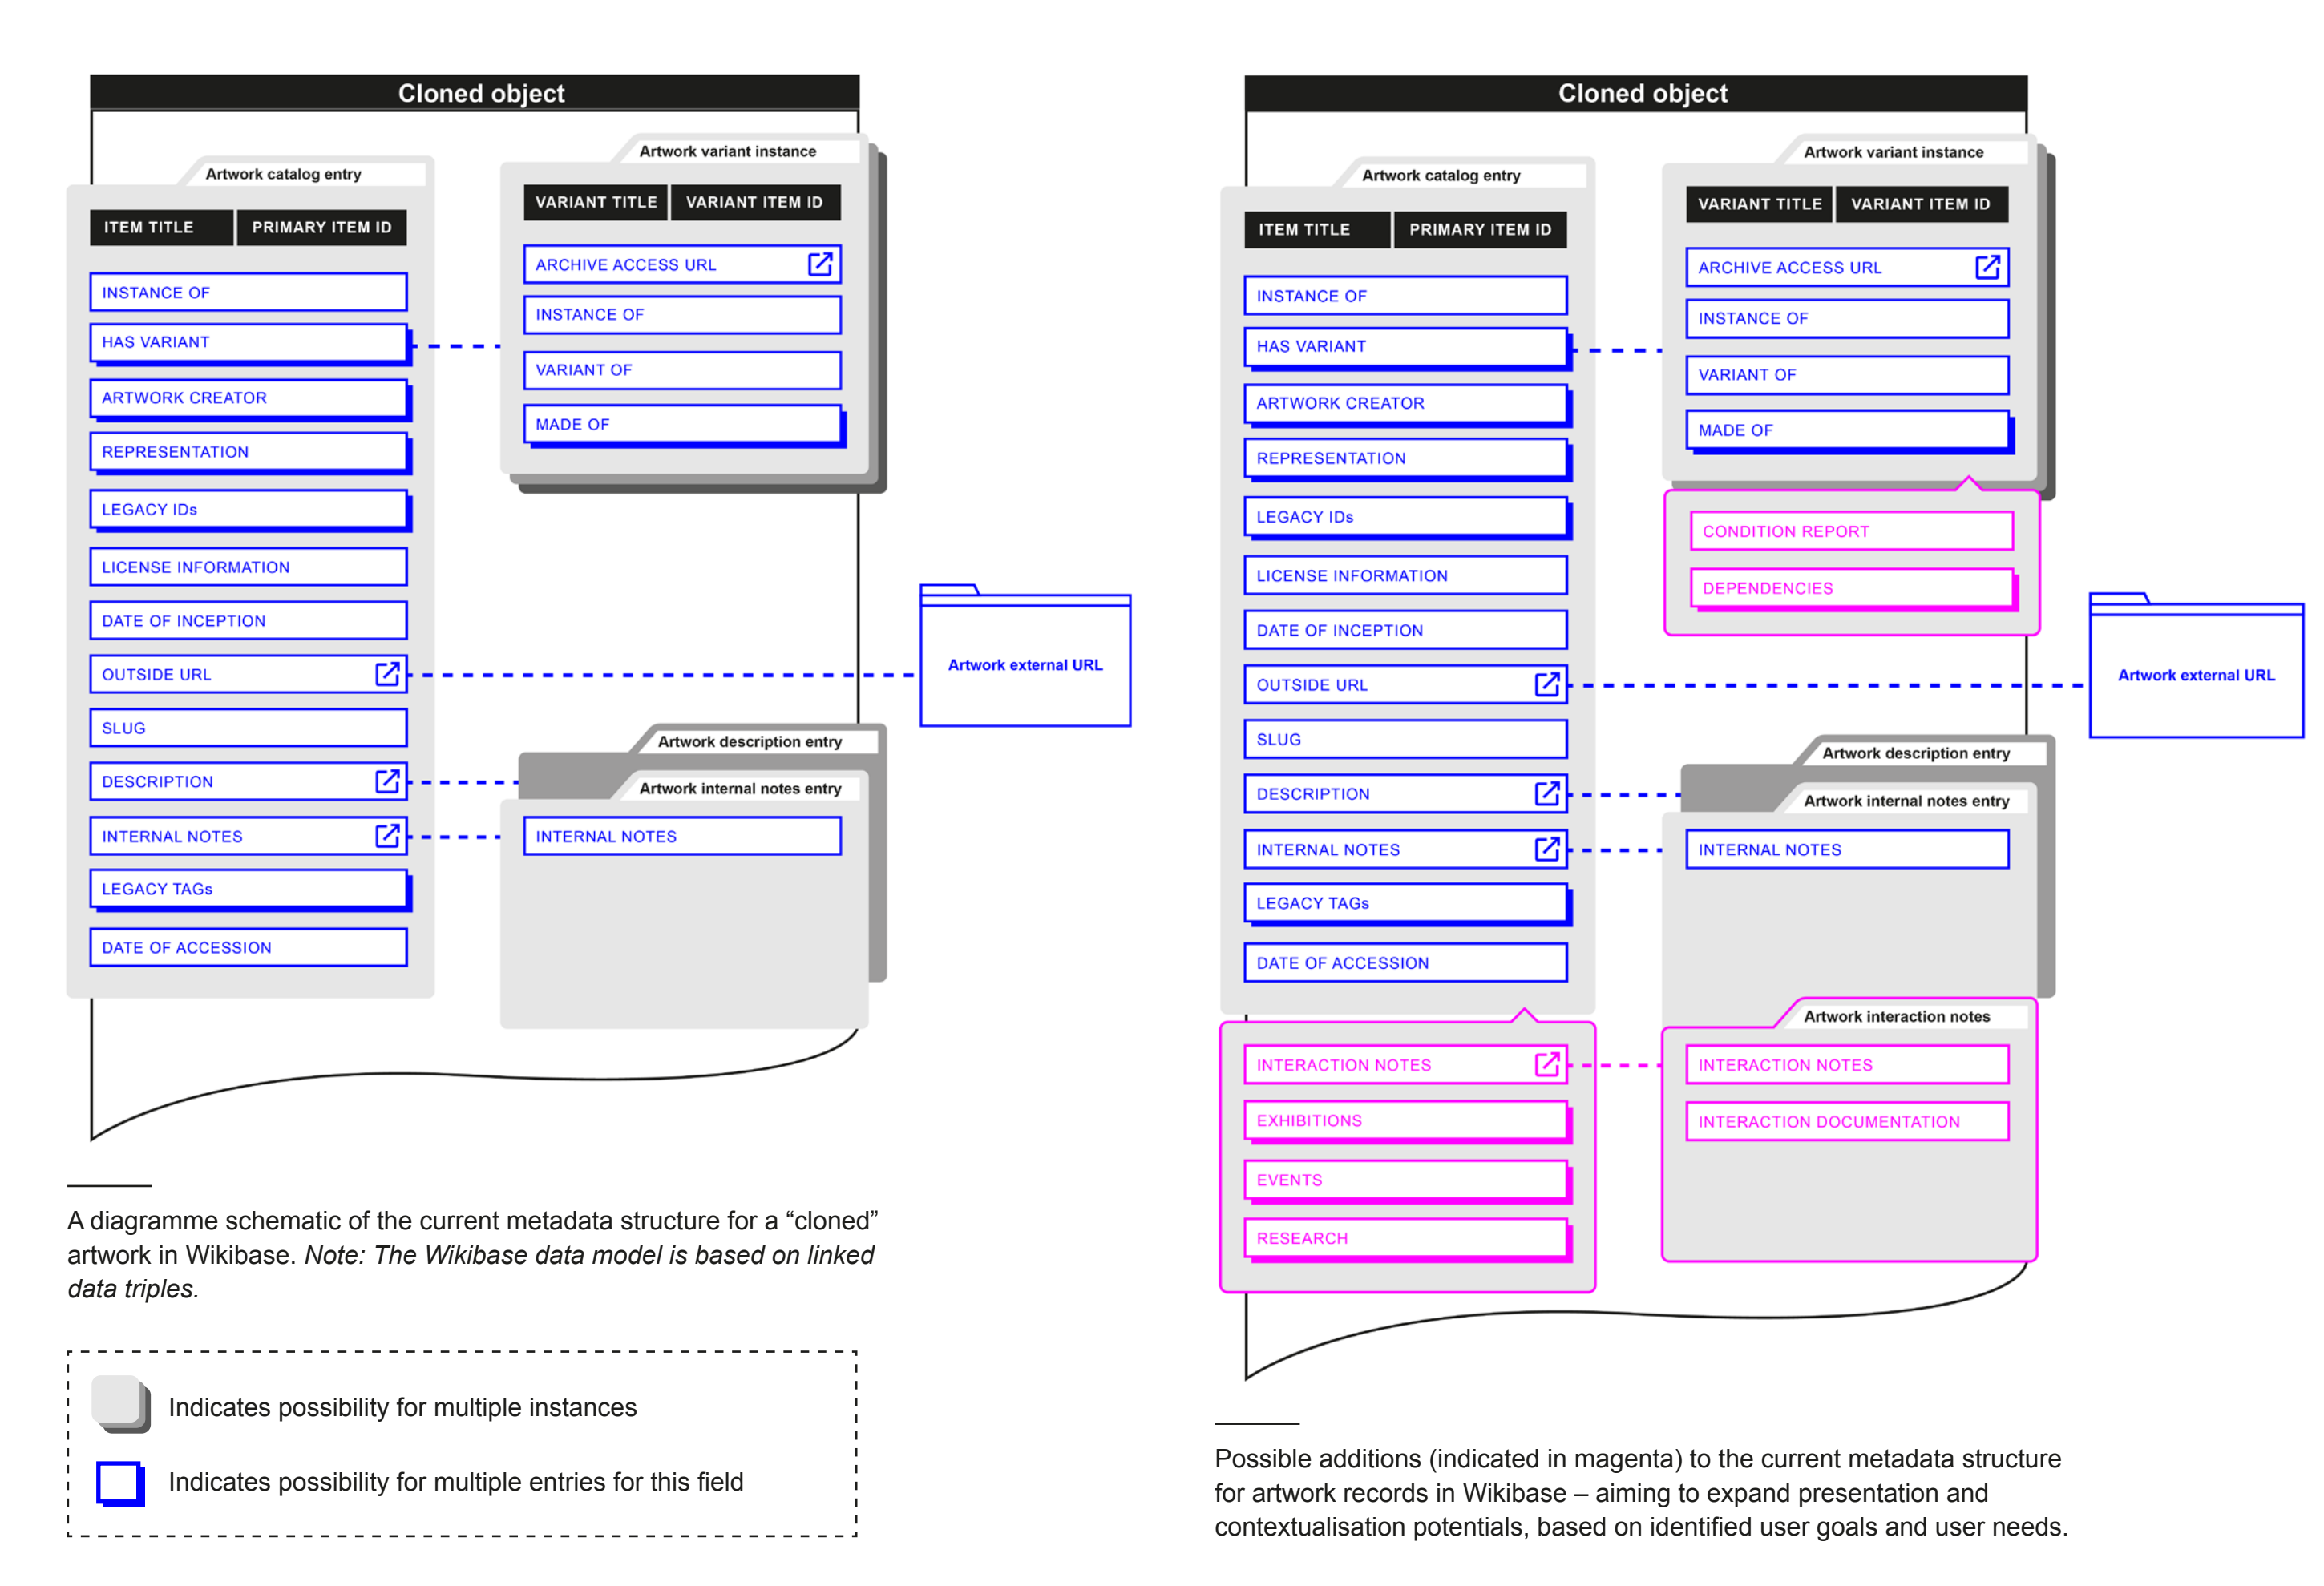 Cloned object
Artwork catalog entry
ITEM TITLE
PRIMARY ITEM ID
INSTANCE OF
HAS VARIANT
ARTWORK CREATOR
REPRESENTATION
LEGACY IDs
LICENSE INFORMATION
DATE OF INCEPTION
OUTSIDE URL
SLUG
DESCRIPTION
INTERNAL NOTES
LEGACY TAGs
DATE OF ACCESSION
Artwork variant instance
VARIANT TITLE
VARIANT ITEM ID
ARCHIVE ACCESS URL
INSTANCE OF
VARIANT OF
MADE OF
Artwork external URL
Artwork description entry
Artwork internal notes entry
INTERNAL NOTES
A diagramme schematic of the current metadata structure for a “cloned”
artwork in Wikibase. Note: The Wikibase data model is based on linked
data triples.
Indicates possibility for multiple instances
Indicates possibility for multiple entries for this field
Cloned object
Artwork catalog entry
ITEM TITLE
PRIMARY ITEM ID
INSTANCE OF
HAS VARIANT
ARTWORK CREATOR
REPRESENTATION
LEGACY IDs
LICENSE INFORMATION
DATE OF INCEPTION
OUTSIDE URL
SLUG
DESCRIPTION
INTERNAL NOTES
LEGACY TAGs
DATE OF ACCESSION
INTERACTION NOTES
EXHIBITIONS
EVENTS
RESEARCH
Artwork variant instance
VARIANT TITLE
VARIANT ITEM ID
ARCHIVE ACCESS URL
INSTANCE OF
VARIANT OF
MADE OF
CONDITION REPORT
DEPENDENCIES
Artwork external URL
Artwork description entry
Artwork internal notes entry
INTERNAL NOTES
Artwork interaction notes
INTERACTION NOTES
INTERACTION DOCUMENTATION
Possible additions (indicated in magenta) to the current metadata structure
for artwork records in Wikibase – aiming to expand presentation and
contextualisation potentials, based on identified user goals and user needs.